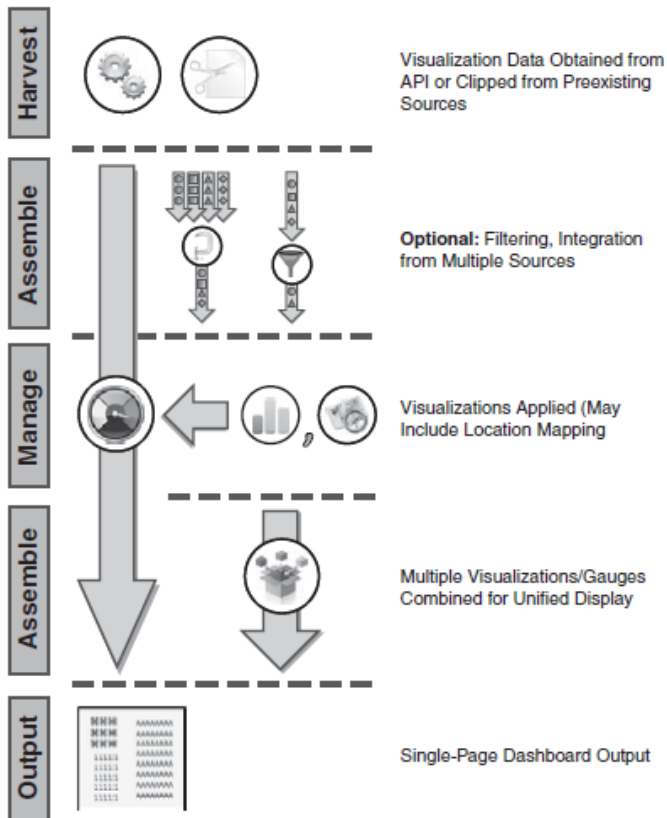 Harvest
Visualization Data Obtained from
API or Clipped from Preexisting
Sources
Assemble
Optional: Filtering, Integration
from Multiple Sources
Manage
Visualizations Applied (May
Include Location Mapping
,
Assemble
Multiple Visualizations/Gauges
Combined for Unified Display
Output
Single-Page Dashboard Output